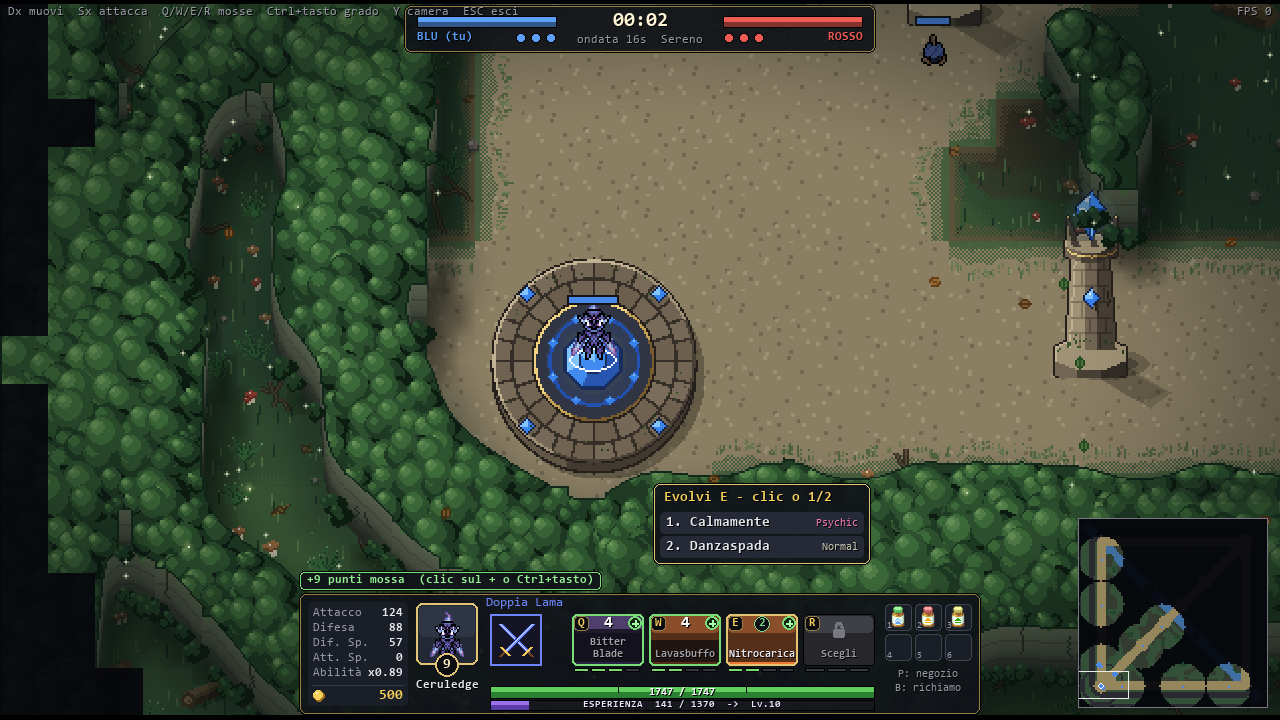 Dx muovi  Sx attacca  Q/W/E/R mosse  Ctrl+tasto grado  Y camera  ESC esci
FPS 0
00:02
BLU (tu)
ondata 16s  Sereno
ROSSO
Evolvi E - clic o 1/2
1. Calmamente  Psychic
2. Danzaspada  Normal
+9 punti mossa  (clic sul + o Ctrl+tasto)
Attacco 124
Difesa 88
Dif. Sp. 57
Att. Sp. 0
Abilità x0.89
500
9
Ceruledge
Doppia Lama
Q 4 +
Bitter Blade
W 4 +
Lavasbuffo
E 2 +
Nitrocarica
R
Scegli
1 2 3
4 5 6
P: negozio
B: richiamo
1747 / 1747
ESPERIENZA  141 / 1370  ->  Lv.10